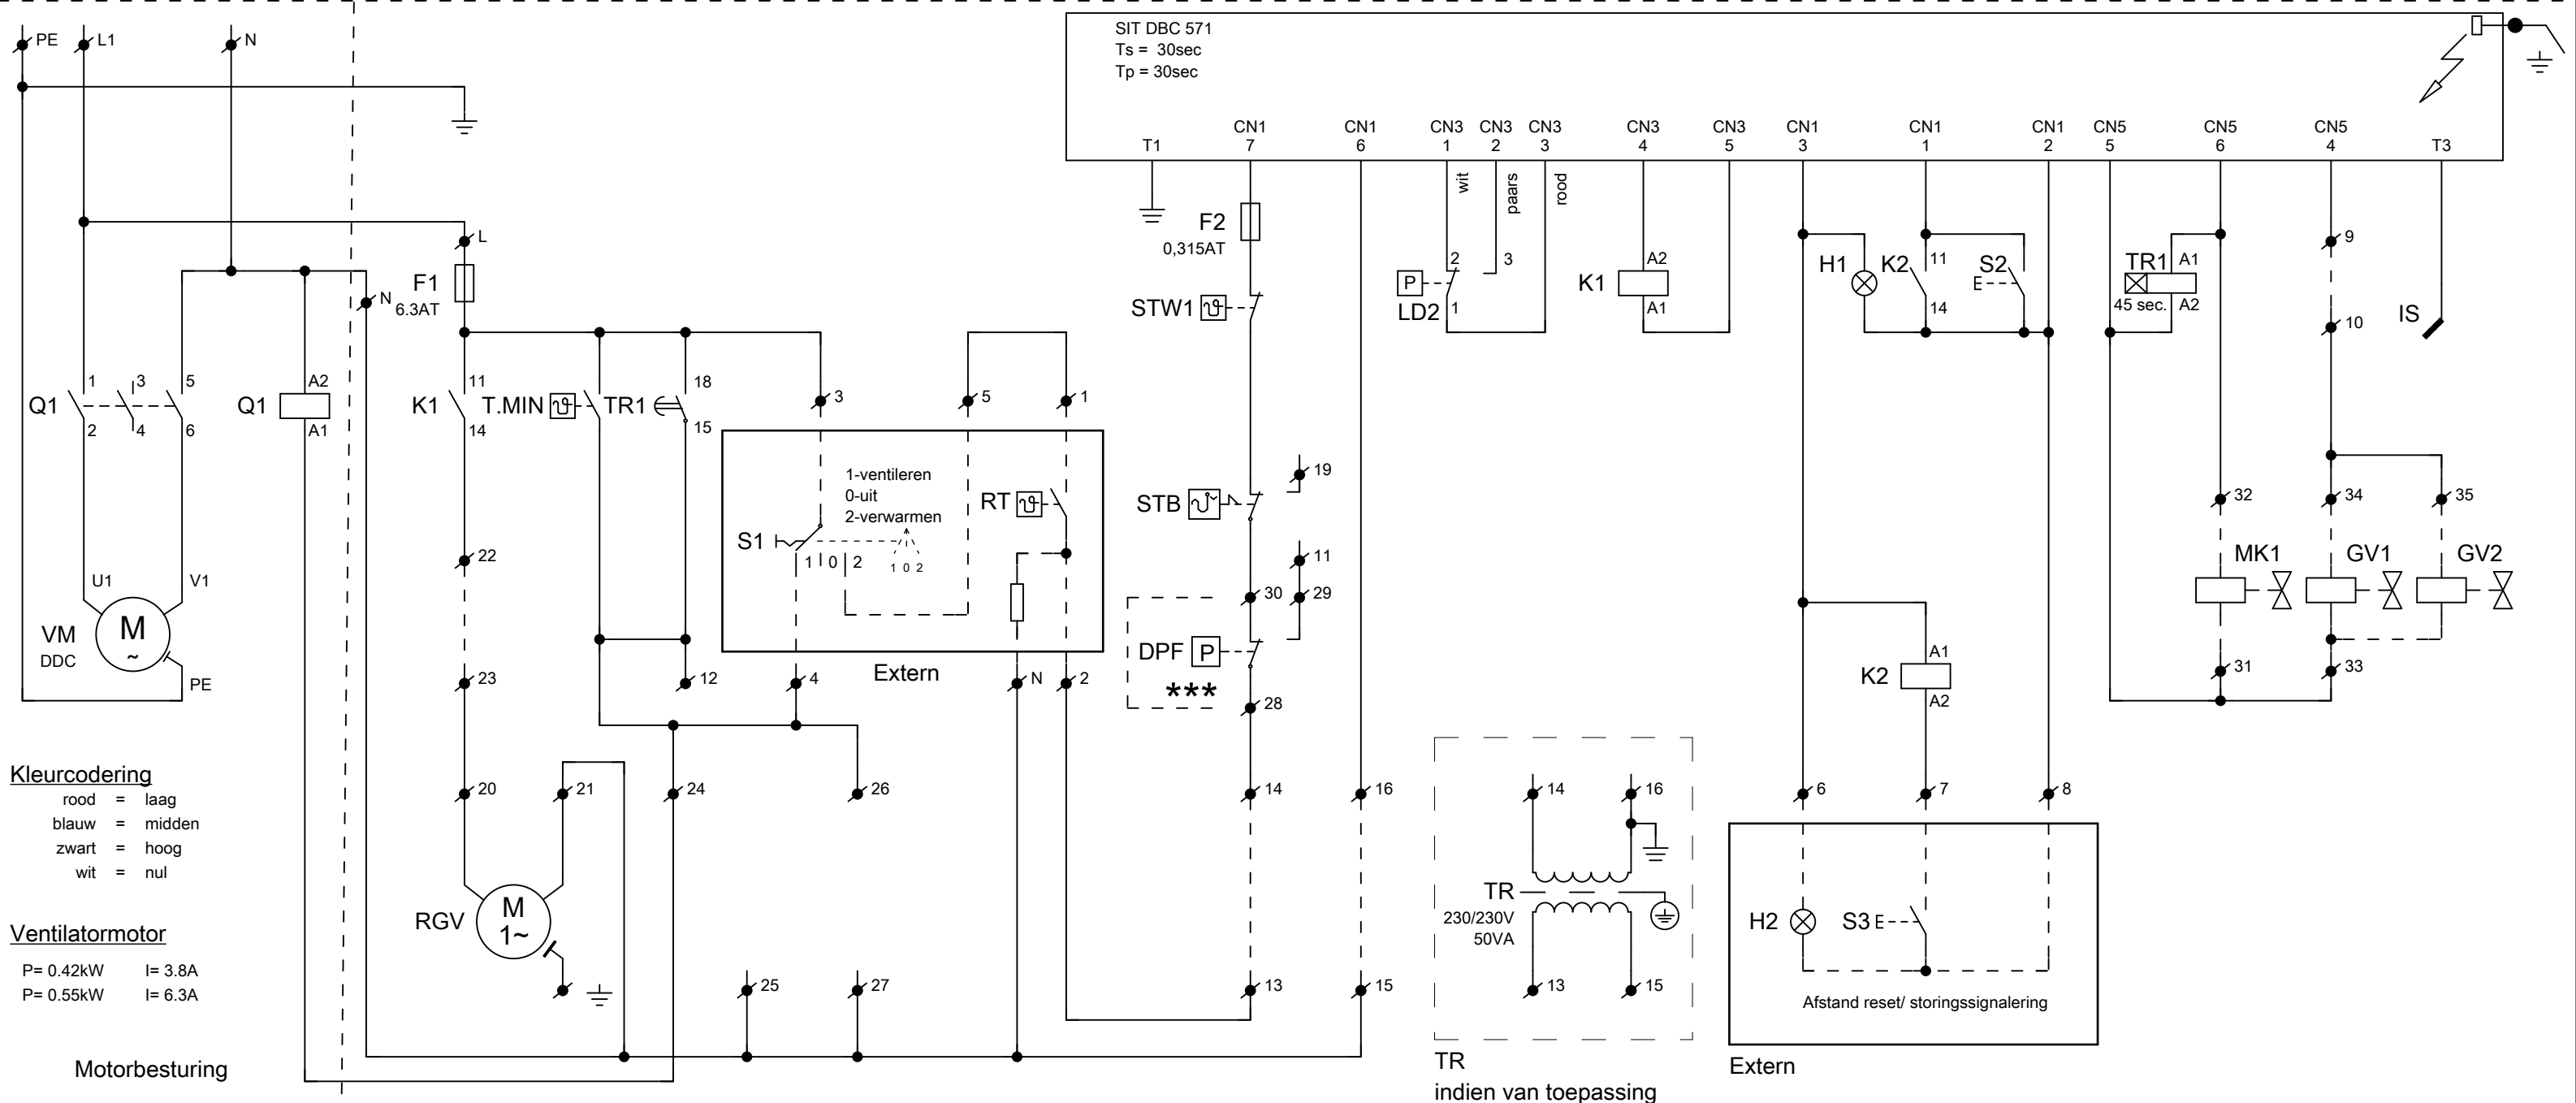 PE
L1
N
SIT DBC 571
Ts = 30sec
Tp = 30sec
CN1 CN1 CN3 CN3 CN3 CN3 CN3 CN1 CN1 CN1 CN5 CN5 CN5
T1 7 6 1 2 3 4 5 3 1 2 5 6 4 T3
wit
paars
rood
L
F1
6.3AT
N
F2
0,315AT
STW1
P
2
3
LD2
1
K1
A2
A1
H1
K2
11
14
S2
E
TR1
A1
45 sec.
A2
9
10
IS
Q1
1
3
5
2
4
6
Q1
A2
A1
K1
11
14
T.MIN
TR1
18
15
3
5
1
1-ventileren
0-uit
2-verwarmen
S1
1 0 2
1 0 2
RT
STB
19
11
30
29
DPF
P
***
28
22
32
34
35
MK1
GV1
GV2
31
33
U1
V1
VM
DDC
M
~
PE
23
12
4
Extern
N
2
K2
A1
A2
Kleurcodering
rood = laag
blauw = midden
zwart = hoog
wit = nul
20
21
24
26
14
16
14
16
6
7
8
RGV
M
1~
TR
230/230V
50VA
H2
S3
E
Ventilatormotor
P= 0.42kW I= 3.8A
P= 0.55kW I= 6.3A
25
27
13
15
13
15
Afstand reset/ storingssignalering
Motorbesturing
TR
indien van toepassing
Extern